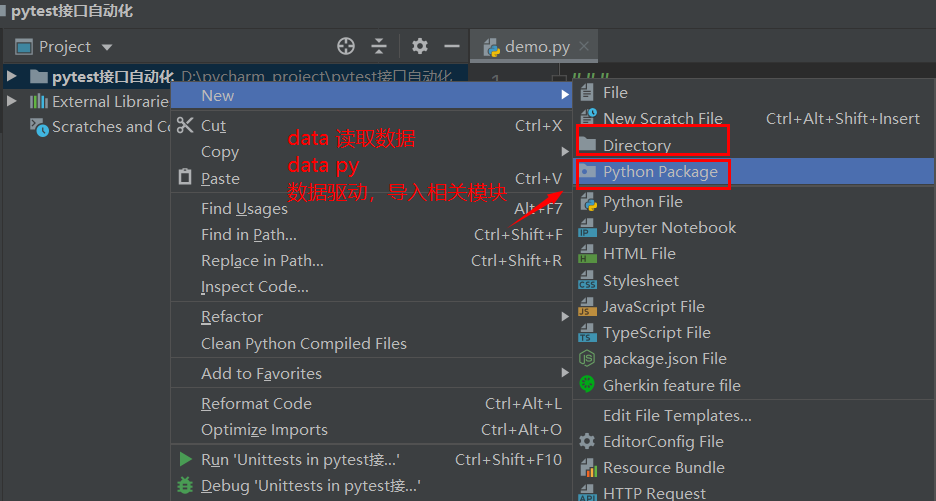 pytest接口自动化
Project
demo.py
pytest接口自动化 D:\pycharm_project\pytest接口自动化
1
External Librarie
Scratches and Co
New
Cut Ctrl+X
Copy
Paste Ctrl+V
Find Usages Alt+F7
Find in Path... Ctrl+Shift+F
Replace in Path... Ctrl+Shift+R
Inspect Code...
Refactor
Clean Python Compiled Files
Add to Favorites
Reformat Code Ctrl+Alt+L
Optimize Imports Ctrl+Alt+O
Run 'Unittests in pytest接...' Ctrl+Shift+F10
Debug 'Unittests in pytest接...'
data 读取数据
data py
数据驱动，导入相关模块
File
New Scratch File Ctrl+Alt+Shift+Insert
Directory
Python Package
Python File
Jupyter Notebook
HTML File
Stylesheet
JavaScript File
TypeScript File
package.json File
Gherkin feature file
Edit File Templates...
EditorConfig File
Resource Bundle
HTTP Request